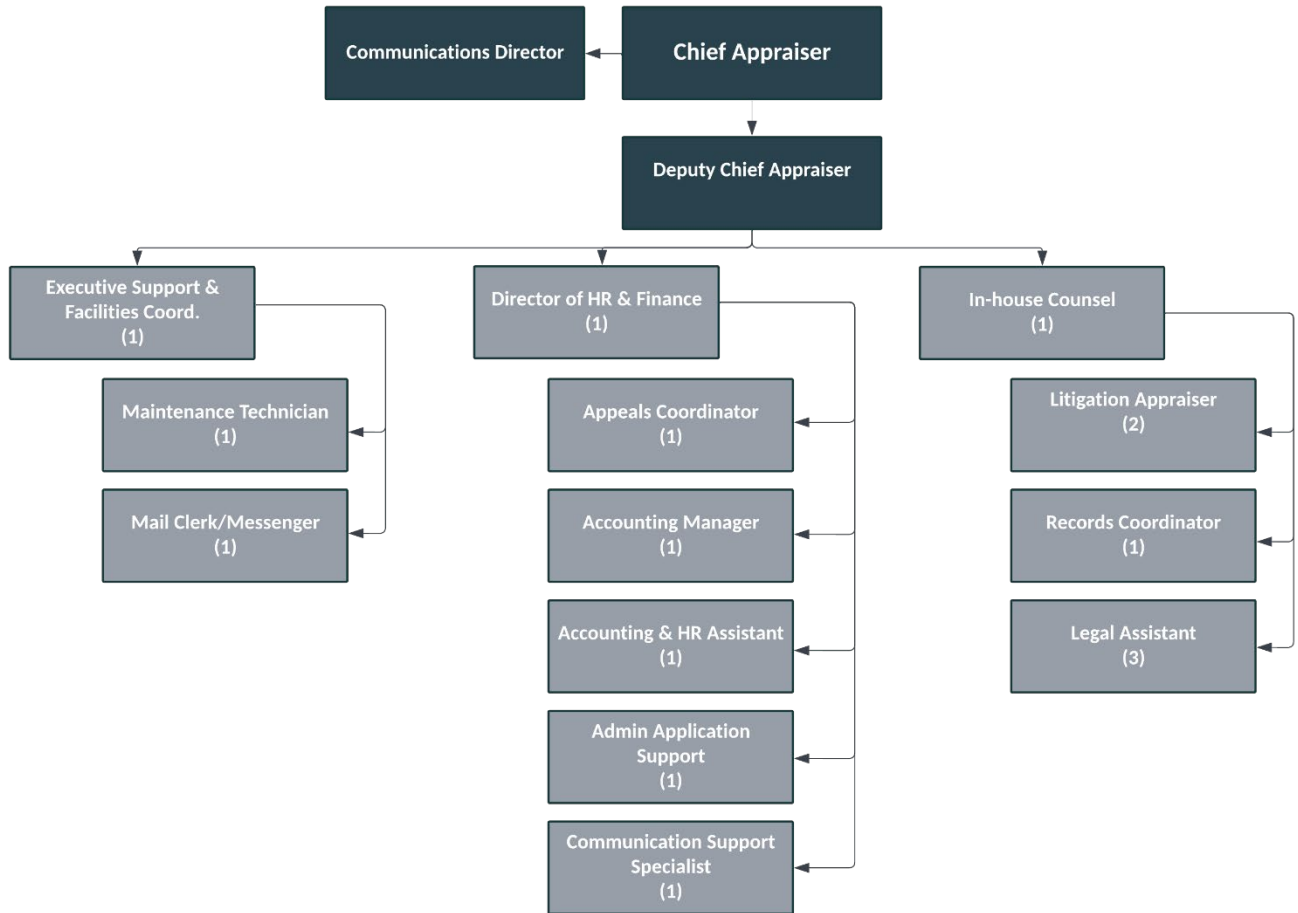 Communications Director
Chief Appraiser
Deputy Chief Appraiser
Executive Support &
Facilities Coord.
(1)
Maintenance Technician
(1)
Mail Clerk/Messenger
(1)
Director of HR & Finance
(1)
Appeals Coordinator
(1)
Accounting Manager
(1)
Accounting & HR Assistant
(1)
Admin Application
Support
(1)
Communication Support
Specialist
(1)
In-house Counsel
(1)
Litigation Appraiser
(2)
Records Coordinator
(1)
Legal Assistant
(3)